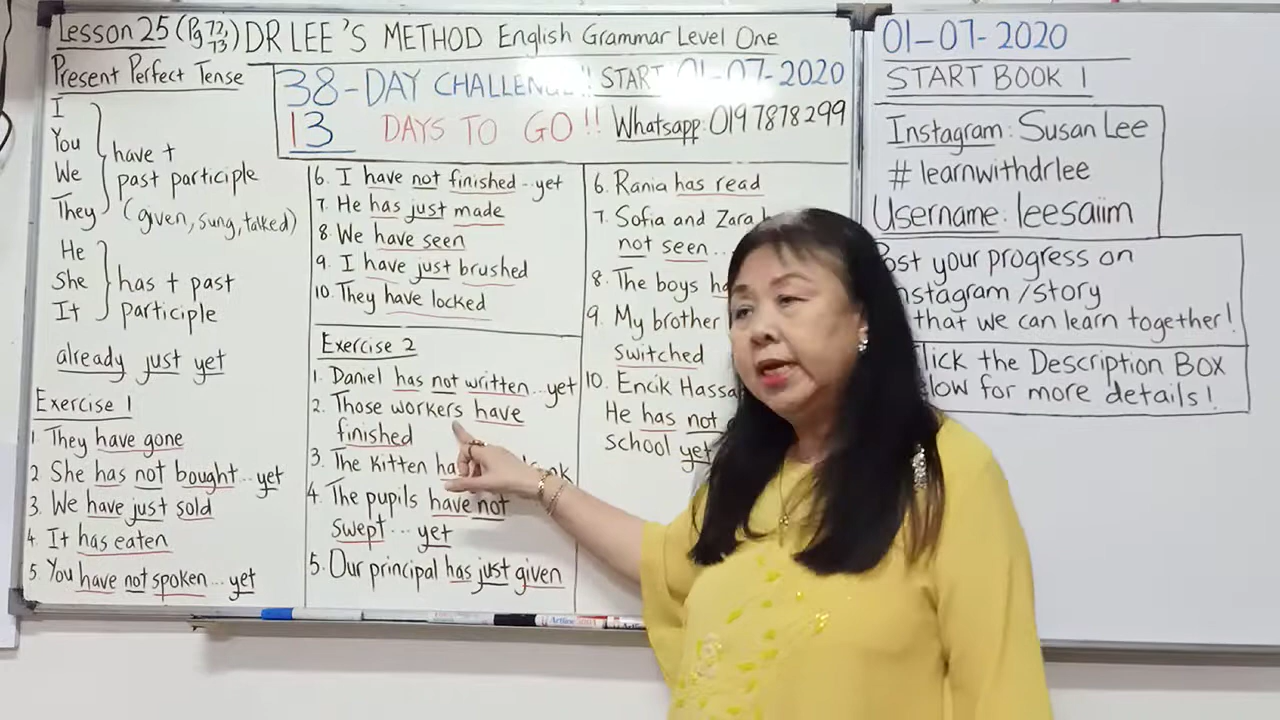 Lesson 25 (Pg 72, 73) DR LEE'S METHOD English Grammar Level One
Present Perfect Tense
I
You
We
They
have +
past participle
(given, sung, talked)
He
She
It
has + past
participle
already just yet
Exercise 1
1. They have gone
2. She has not bought...yet
3. We have just sold
4. It has eaten
5. You have not spoken...yet
38-DAY CHALLENGE!! START 01-07-2020
13 DAYS TO GO!! Whatsapp: 0197878299
6. I have not finished...yet
7. He has just made
8. We have seen
9. I have just brushed
10. They have locked
Exercise 2
1. Daniel has not written...yet
2. Those workers have
finished
3. The kitten
4. The pupils have not
swept...yet
5. Our principal has just given
6. Rania has read
7. Sofia and Zara
not seen...
8. The boys
9. My brother
switched
10. Encik
He has not
school yet
01-07-2020
START BOOK 1
Instagram: Susan Lee
# learnwithdrlee
Username: leesaiim
your progress on
/story
that we can learn together!
the Description Box
for more details!
Artline